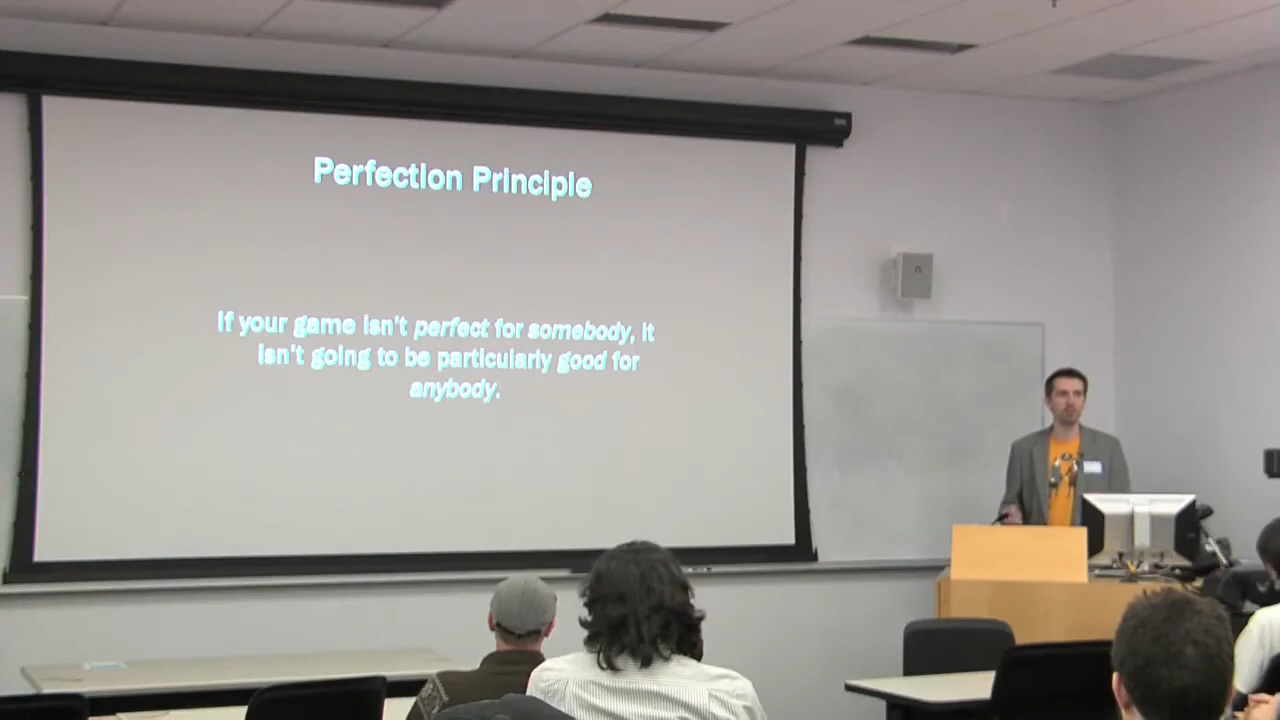 Perfection Principle
If your game isn't perfect for somebody, it
isn't going to be particularly good for
anybody.